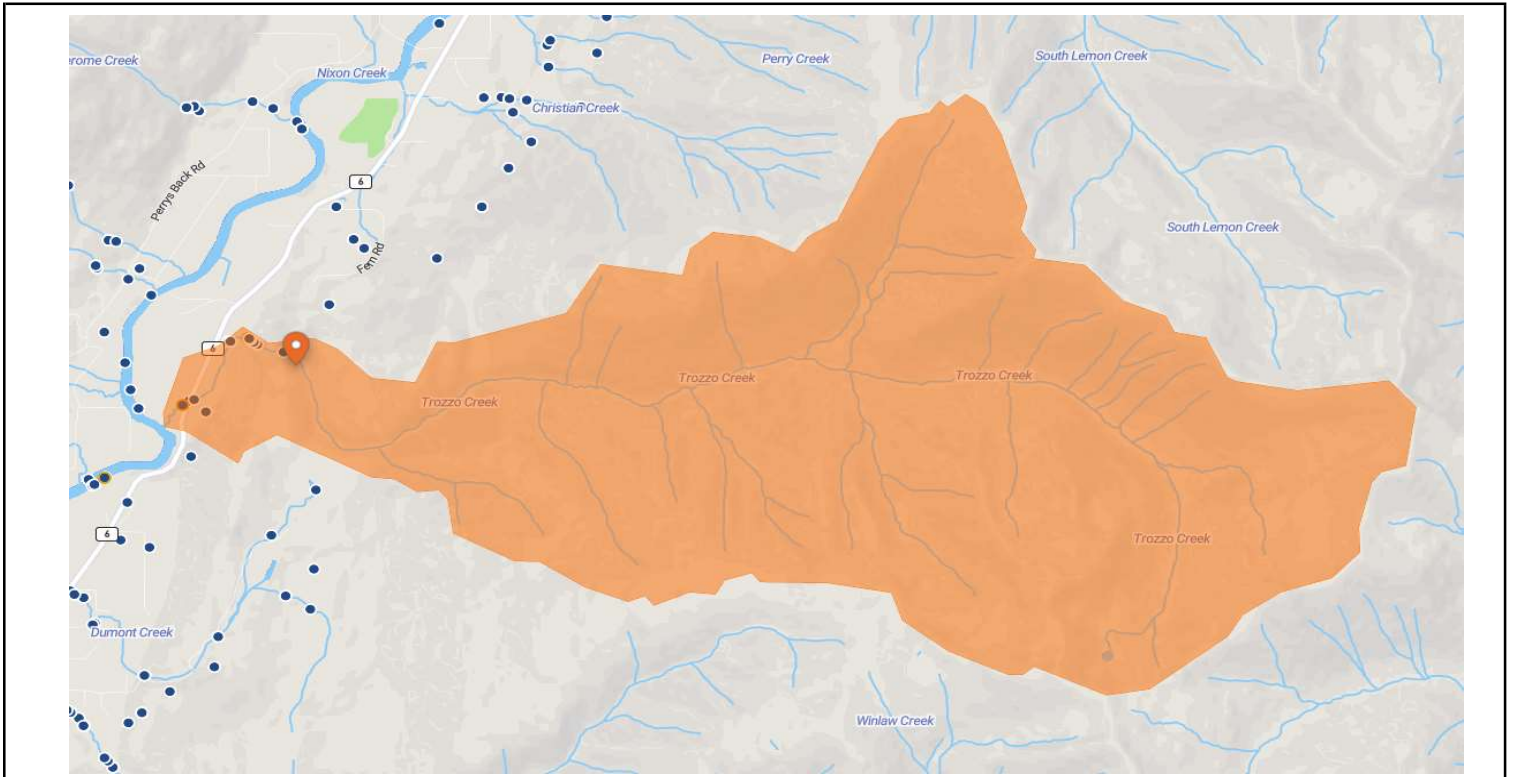 erome Creek
Nixon Creek
Perry Creek
South Lemon Creek
Christian Creek
Perrys Back Rd
6
South Lemon Creek
Fern Rd
6
Trozzo Creek
Trozzo Creek
Trozzo Creek
6
Trozzo Creek
Dumont Creek
Winlaw Creek